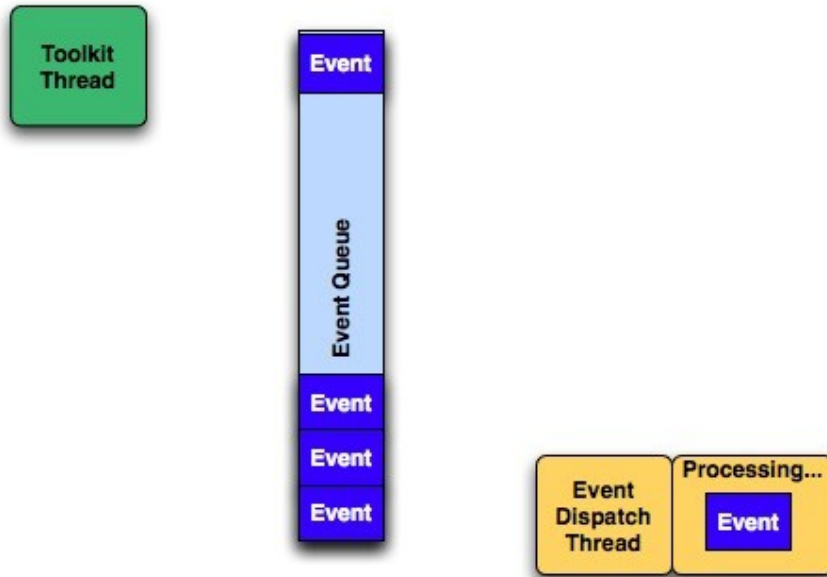 Toolkit
Thread
Event
Event Queue
Event
Event
Event
Event
Dispatch
Thread
Processing...
Event